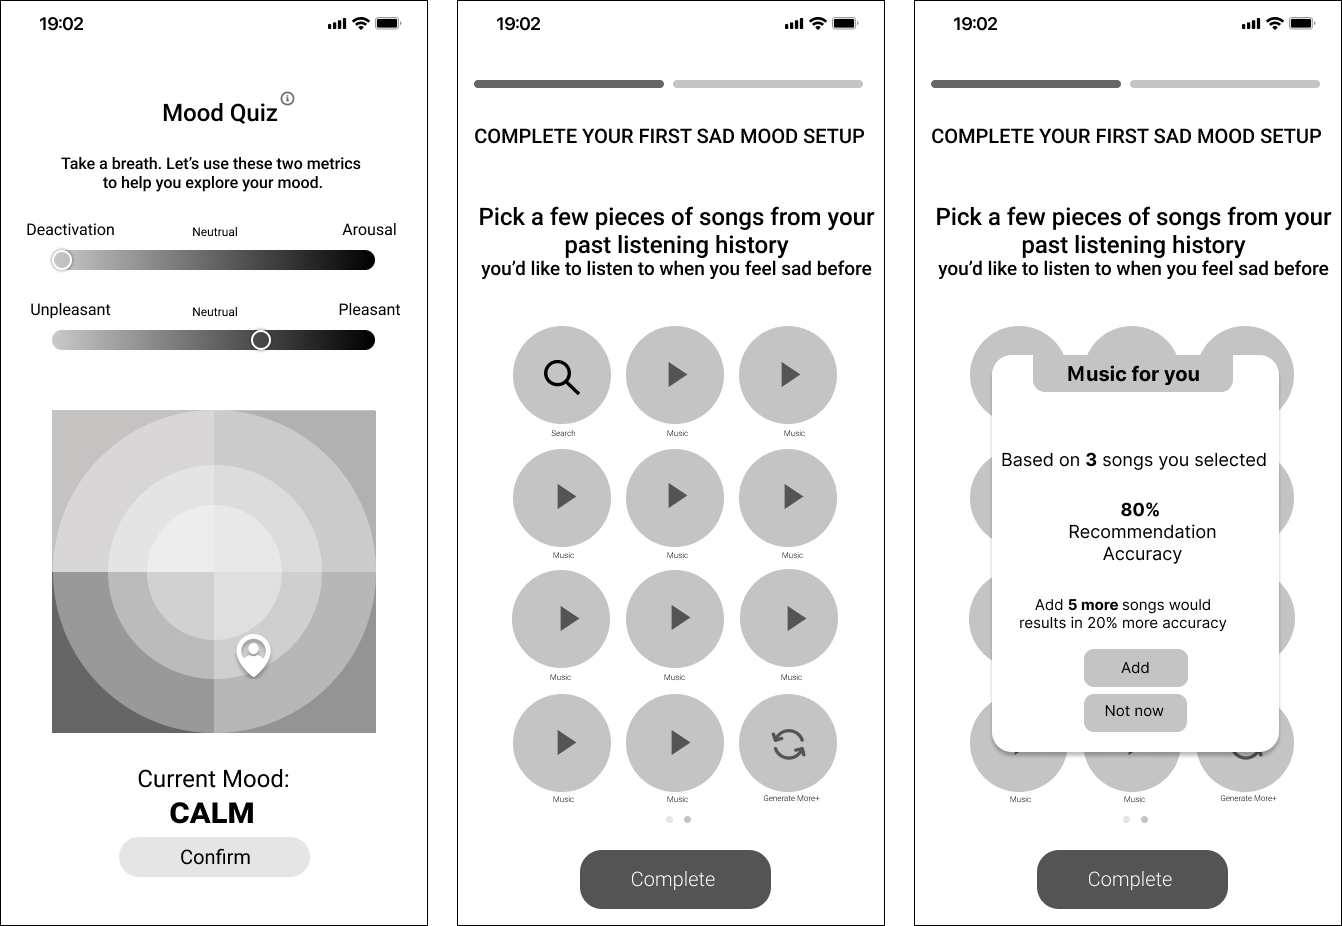 19:02
Mood Quiz
Take a breath. Let’s use these two metrics
to help you explore your mood.
Deactivation
Neutrual
Arousal
Unpleasant
Neutrual
Pleasant
Current Mood:
CALM
Confirm
19:02
COMPLETE YOUR FIRST SAD MOOD SETUP
Pick a few pieces of songs from your
past listening history
you’d like to listen to when you feel sad before
Search
Music
Music
Music
Music
Music
Music
Music
Music
Music
Music
Generate More+
Complete
19:02
COMPLETE YOUR FIRST SAD MOOD SETUP
Pick a few pieces of songs from your
past listening history
you’d like to listen to when you feel sad before
Music for you
Based on 3 songs you selected
80%
Recommendation
Accuracy
Add 5 more songs would
results in 20% more accuracy
Add
Not now
Music
Music
Generate More+
Complete